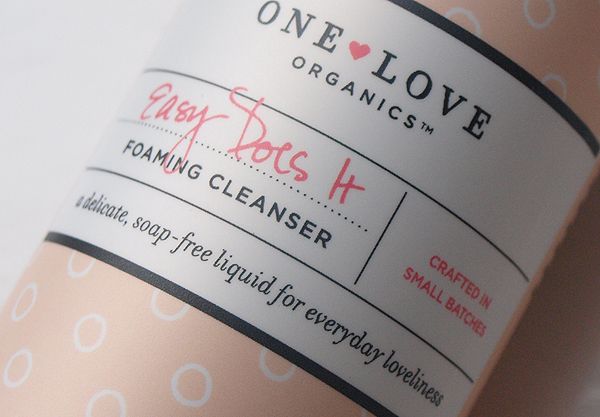 ONE LOVE
ORGANICS™
Easy Does It
FOAMING CLEANSER
a delicate, soap-free liquid for everyday loveliness
CRAFTED IN
SMALL BATCHES